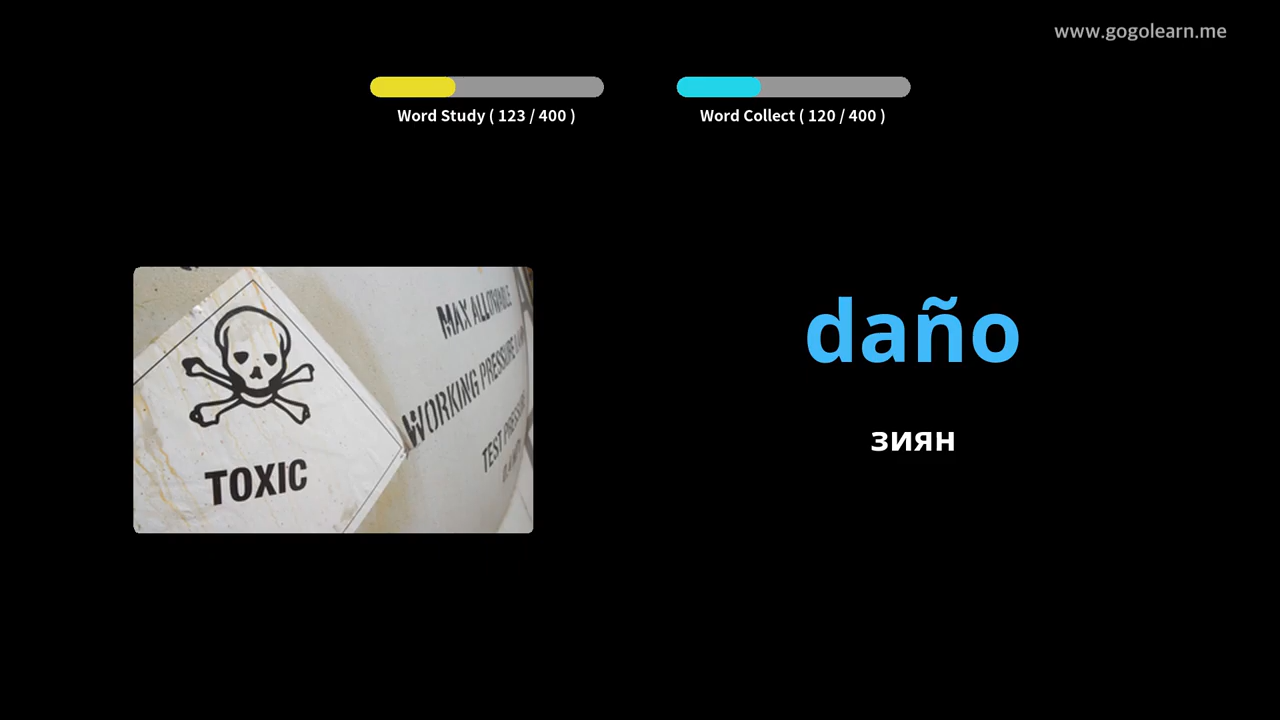 www.gogolearn.me
Word Study ( 123 / 400 )
Word Collect ( 120 / 400 )
TOXIC
MAX ALLOWABLE
WORKING PRESSURE
TEST PRESSURE
daño
зиян